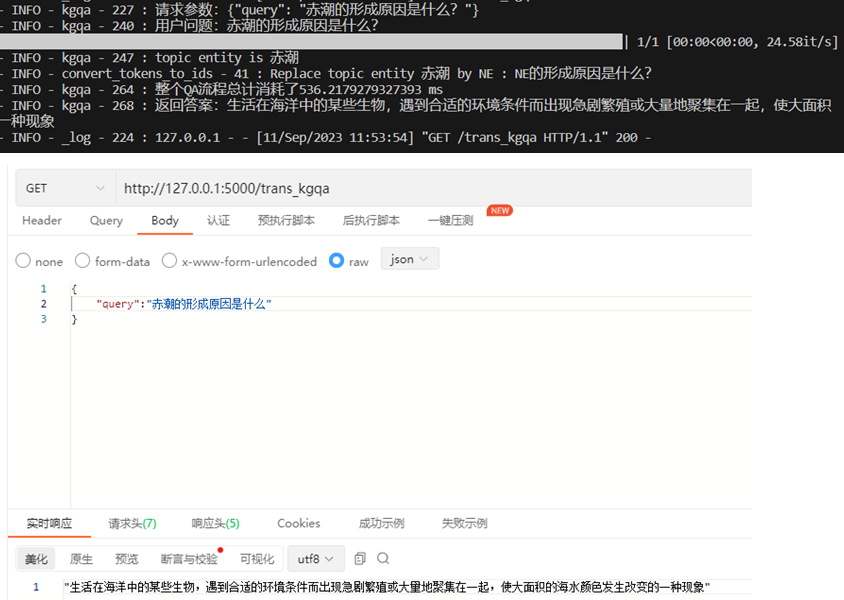 - INFO - kgqa - 227 : 请求参数: {"query": "赤潮的形成原因是什么? "}
- INFO - kgqa - 240 : 用户问题: 赤潮的形成原因是什么?
| 1/1 [00:00<00:00, 24.58it/s]
- INFO - kgqa - 247 : topic entity is 赤潮
- INFO - convert_tokens_to_ids - 41 : Replace topic entity 赤潮 by NE : NE的形成原因是什么?
- INFO - kgqa - 264 : 整个QA流程总计消耗了536.2179279327393 ms
- INFO - kgqa - 268 : 返回答案: 生活在海洋中的某些生物, 遇到合适的环境条件而出现急剧繁殖或大量地聚集在一起, 使大面积
一种现象
- INFO - _log - 224 : 127.0.0.1 - - [11/Sep/2023 11:53:54] "GET /trans_kgqa HTTP/1.1" 200 -
GET http://127.0.0.1:5000/trans_kgqa
NEW
Header Query Body 认证 预执行脚本 后执行脚本 一键压测
none form-data x-www-form-urlencoded raw json
1 {
2 "query":"赤潮的形成原因是什么"
3 }
实时响应 请求头(7) 响应头(5) Cookies 成功示例 失败示例
美化 原生 预览 断言与校验 可视化 utf8
1 "生活在海洋中的某些生物，遇到合适的环境条件而出现急剧繁殖或大量地聚集在一起，使大面积的海水颜色发生改变的一种现象"